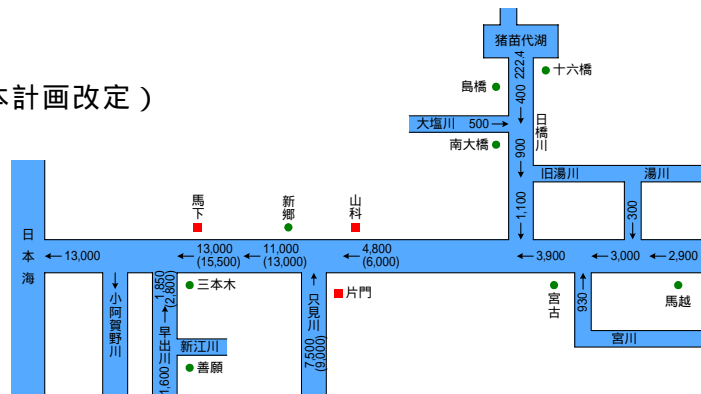 本計画改定）
猪苗代湖
222.4
十六橋
島橋
400
大塩川 500
日橋川
南大橋
900
旧湯川
湯川
1,100
300
馬下
新郷
山科
日本海
13,000
13,000
(15,500)
11,000
(13,000)
4,800
(6,000)
3,900
3,000
2,900
小阿賀野川
1,850
(2,800)
三本木
早出川
新江川
善願
1,600
只見川
7,500
(9,000)
片門
宮古
930
馬越
宮川